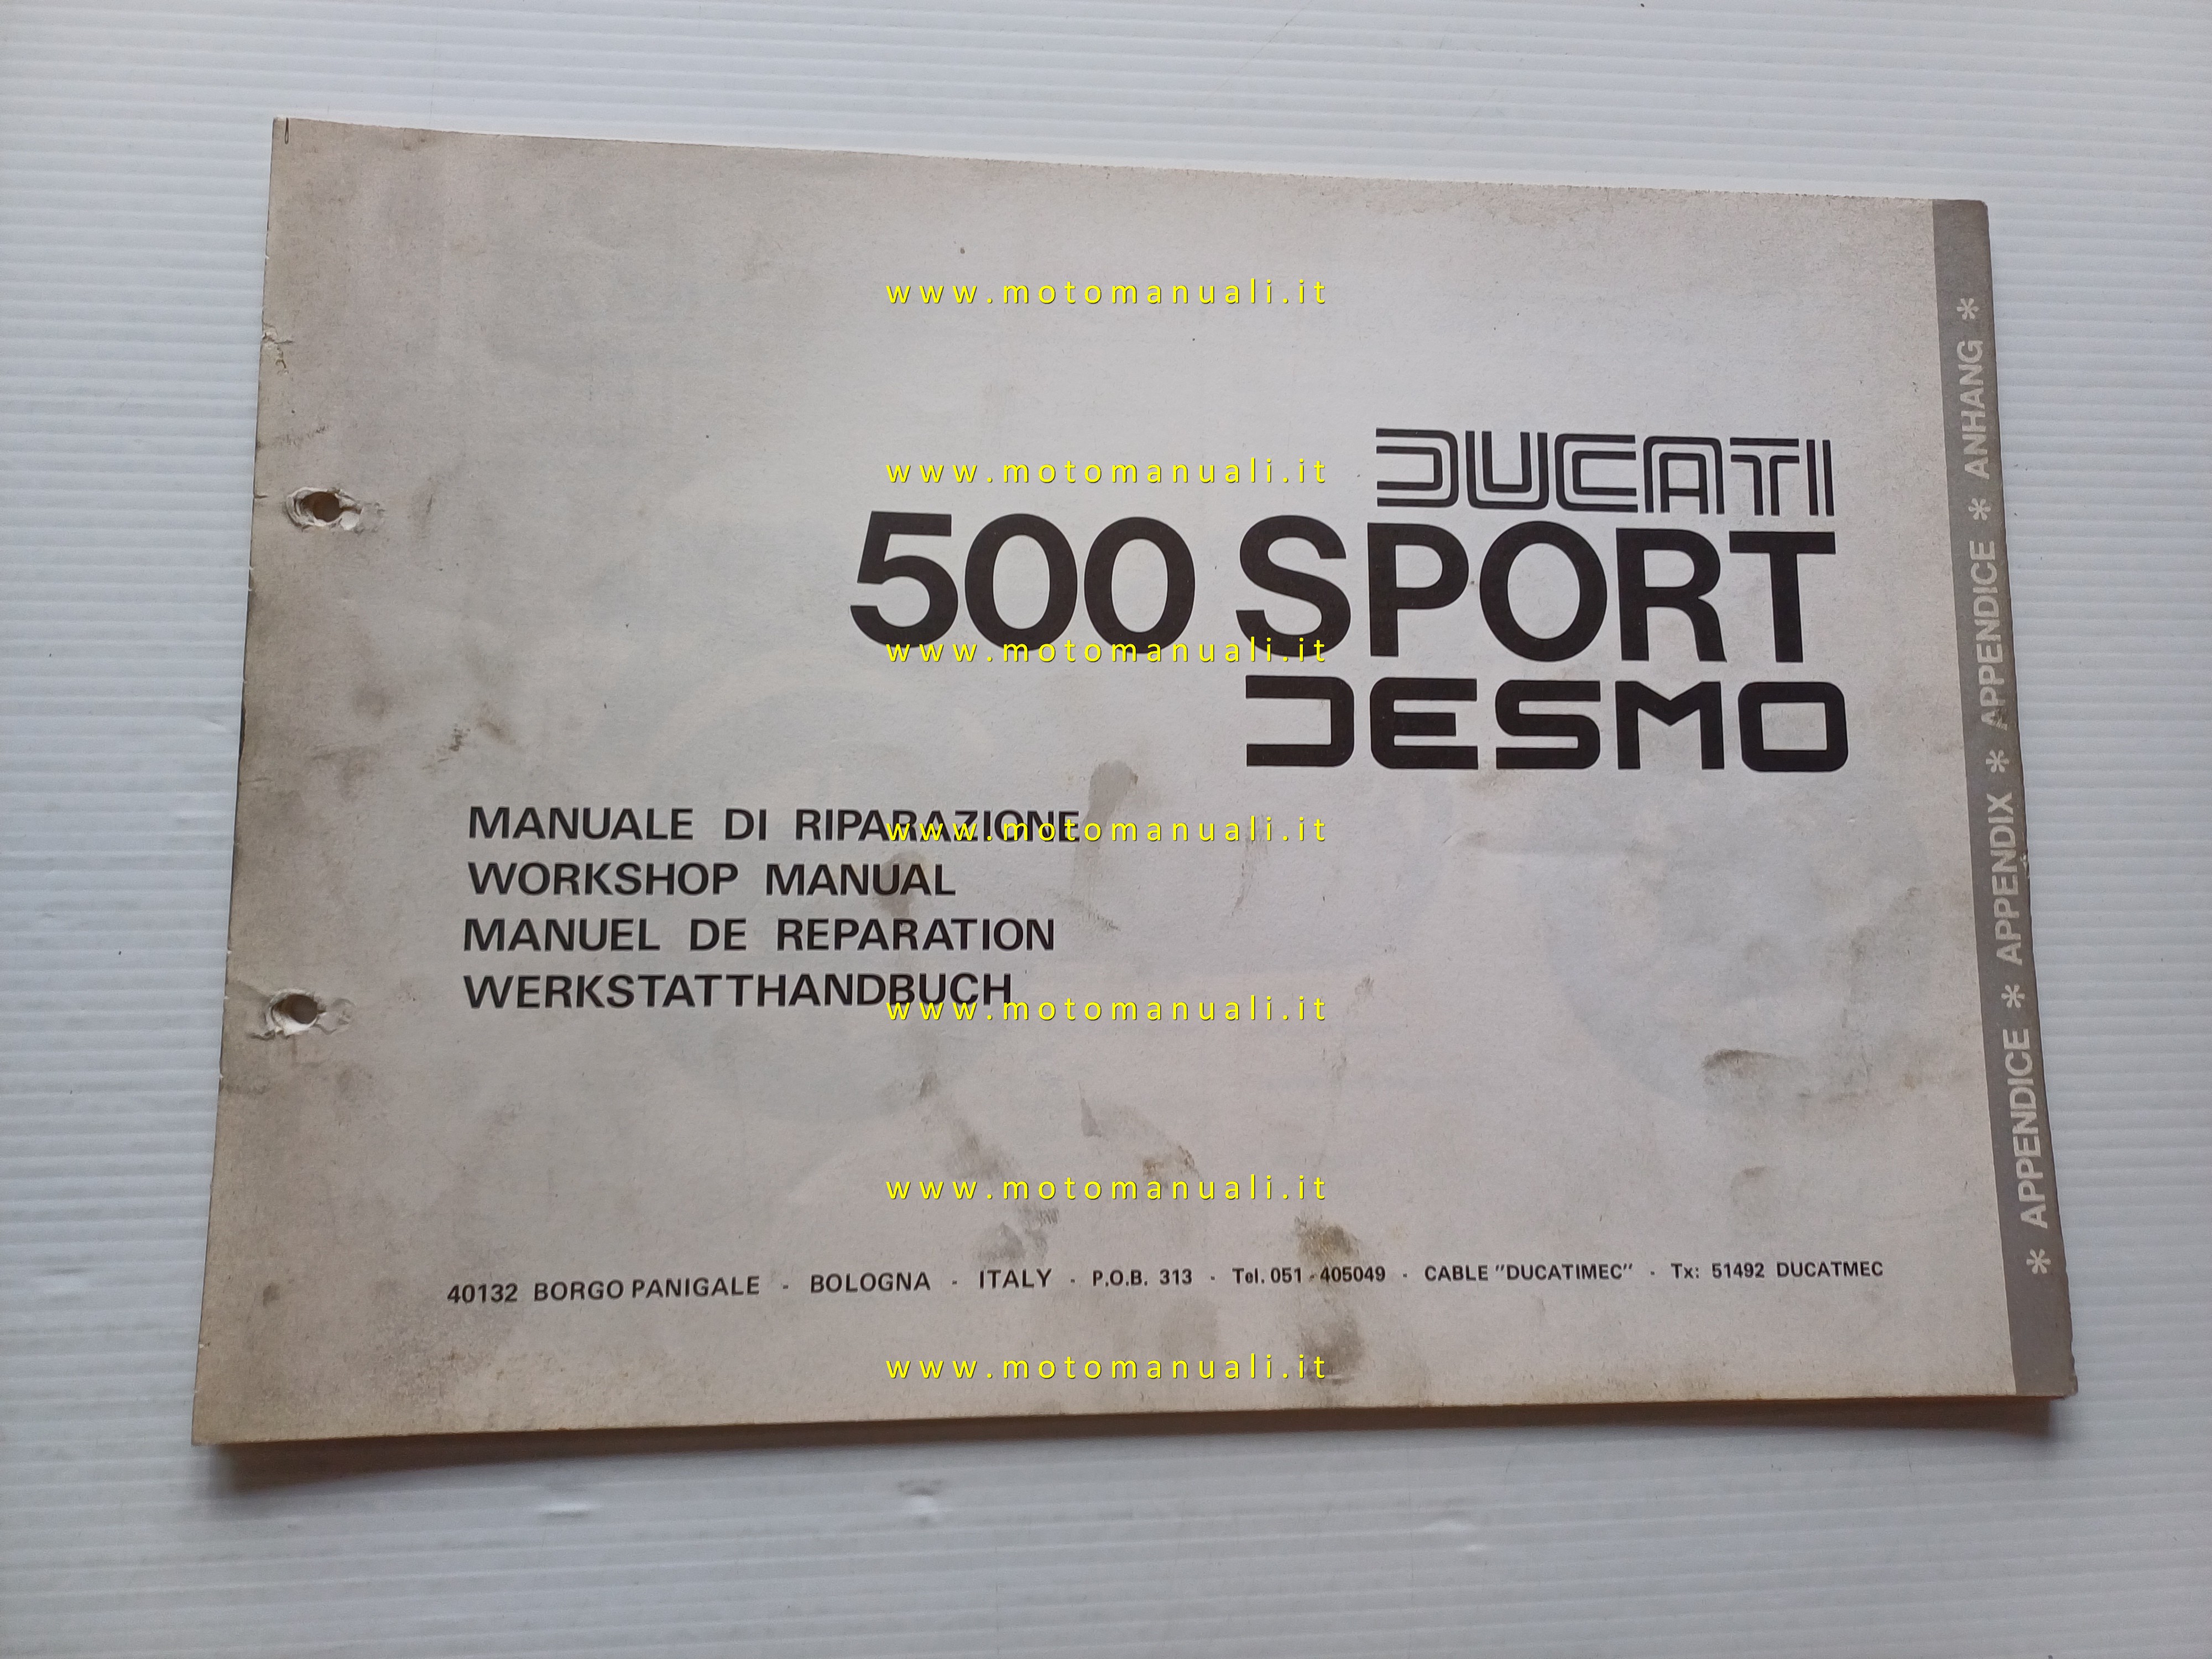 www.motomanuali.it
DUCATI
www.motomanuali.it
500 SPORT
www.motomanuali.it
DESMO
MANUALE DI RIPARAZIONE
www.motomanuali.it
WORKSHOP MANUAL
MANUEL DE REPARATION
WERKSTATTHANDBUCH
www.motomanuali.it
www.motomanuali.it
40132 BORGO PANIGALE - BOLOGNA - ITALY - P.O.B. 313 - Tel. 051 - 405049 - CABLE "DUCATIMEC" - Tx: 51492 DUCATMEC
www.motomanuali.it
* APPENDICE * APPENDIX * APPENDICE * ANHANG *